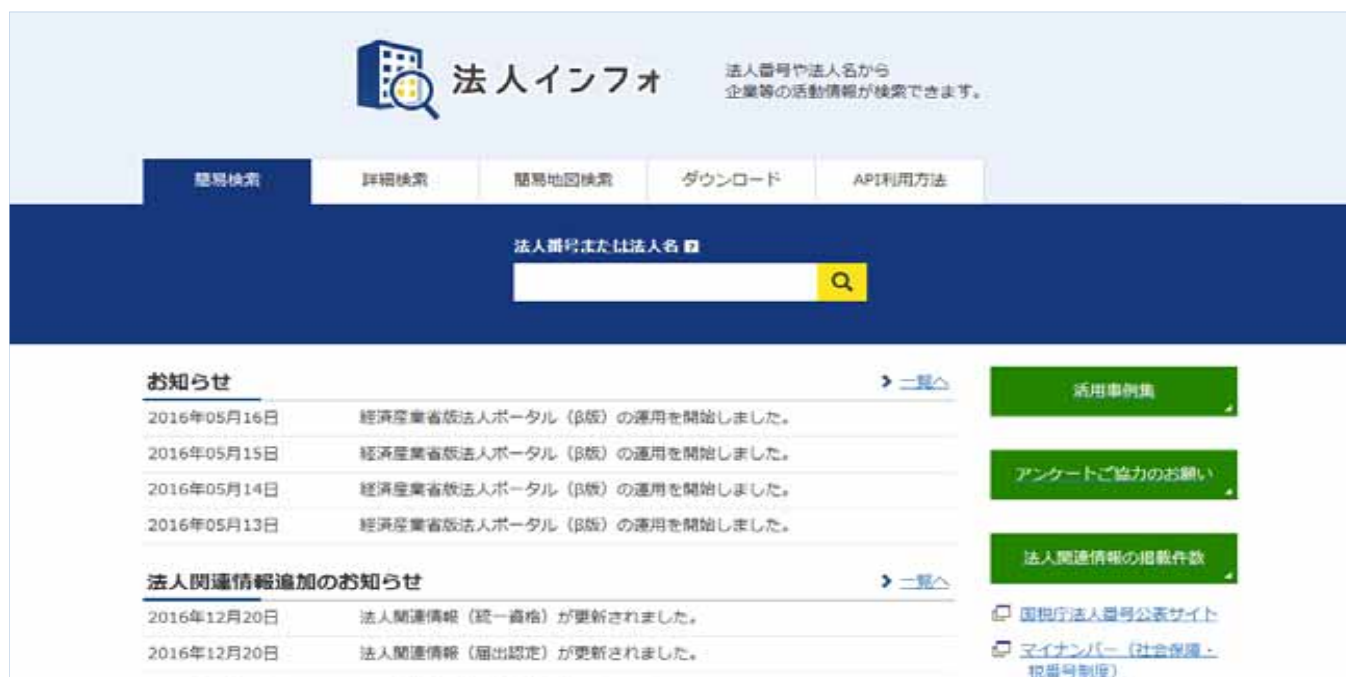 法人インフォ
法人番号や法人名から
企業等の活動情報が検索できます。
簡易検索
詳細検索
簡易地図検索
ダウンロード
API利用方法
法人番号または法人名 ?
お知らせ
一覧へ
2016年05月16日 経済産業省版法人ポータル（β版）の運用を開始しました。
2016年05月15日 経済産業省版法人ポータル（β版）の運用を開始しました。
2016年05月14日 経済産業省版法人ポータル（β版）の運用を開始しました。
2016年05月13日 経済産業省版法人ポータル（β版）の運用を開始しました。
法人関連情報追加のお知らせ
一覧へ
2016年12月20日 法人関連情報（統一資格）が更新されました。
2016年12月20日 法人関連情報（届出認定）が更新されました。
活用事例集
アンケートご協力のお願い
法人関連情報の掲載件数
国税庁法人番号公表サイト
マイナンバー（社会保障・
税番号制度）